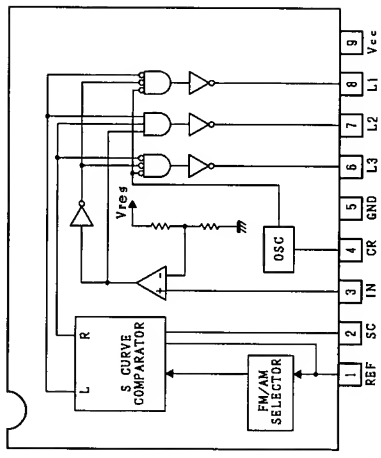 9
Vcc
8
L1
7
L2
6
L3
5
GND
4
CR
3
IN
2
SC
1
REF
Vreg
OSC
+
-
L
R
S CURVE
COMPARATOR
FM/AM
SELECTOR